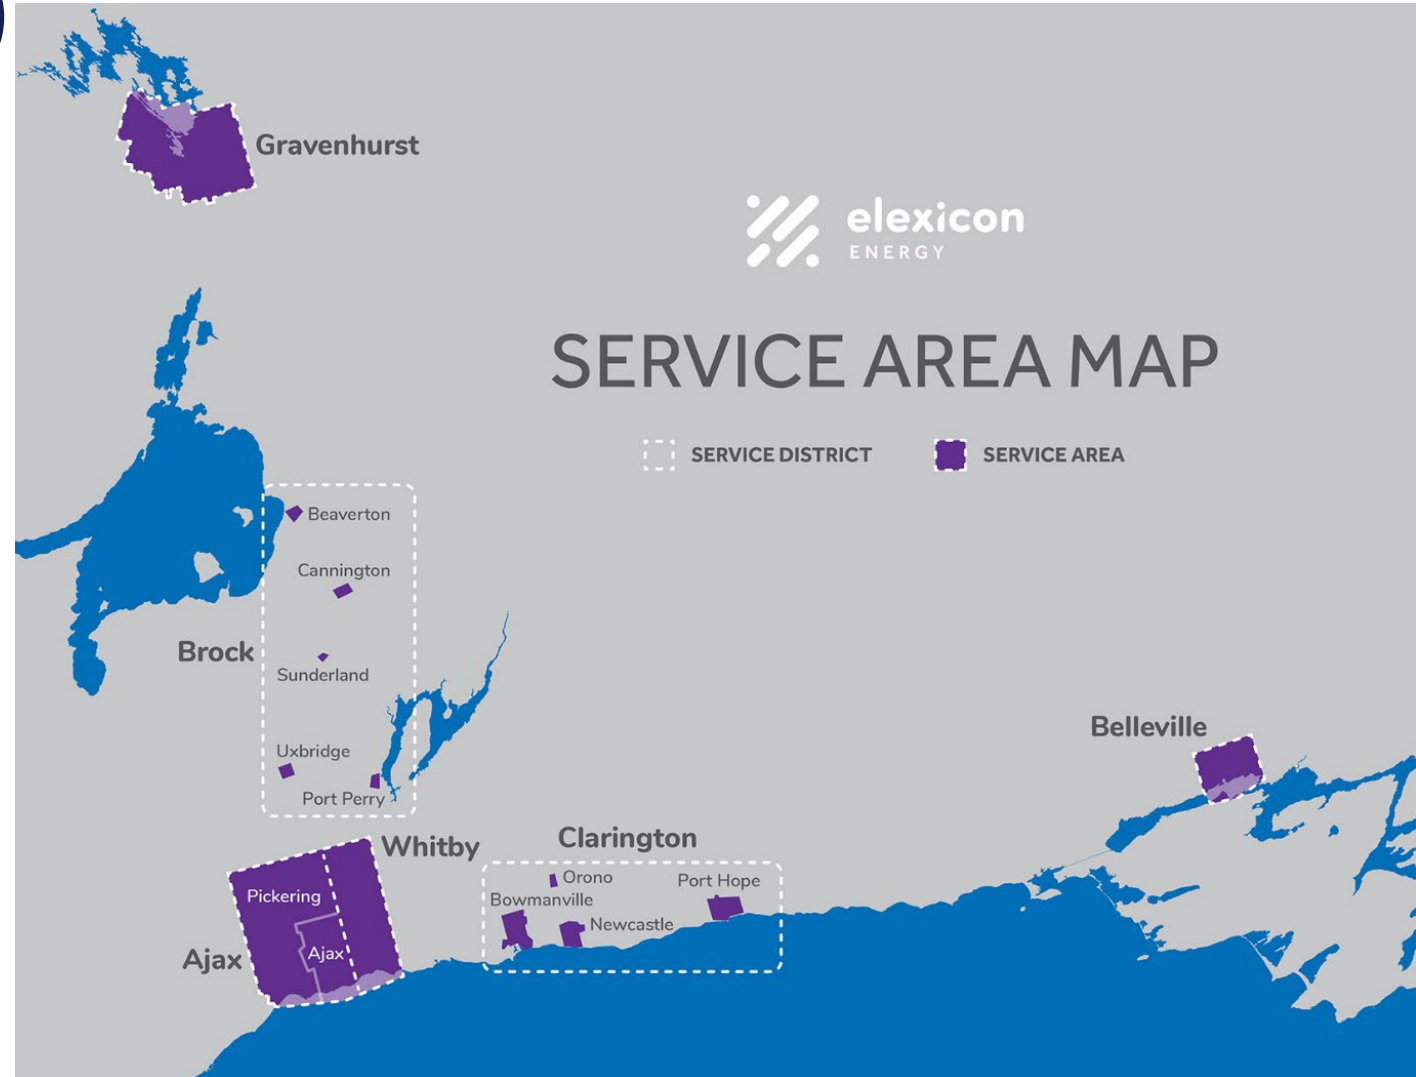 Gravenhurst
elexicon
ENERGY
SERVICE AREA MAP
SERVICE DISTRICT
SERVICE AREA
Beaverton
Cannington
Brock
Sunderland
Uxbridge
Port Perry
Belleville
Whitby
Clarington
Pickering
Orono
Port Hope
Bowmanville
Newcastle
Ajax
Ajax